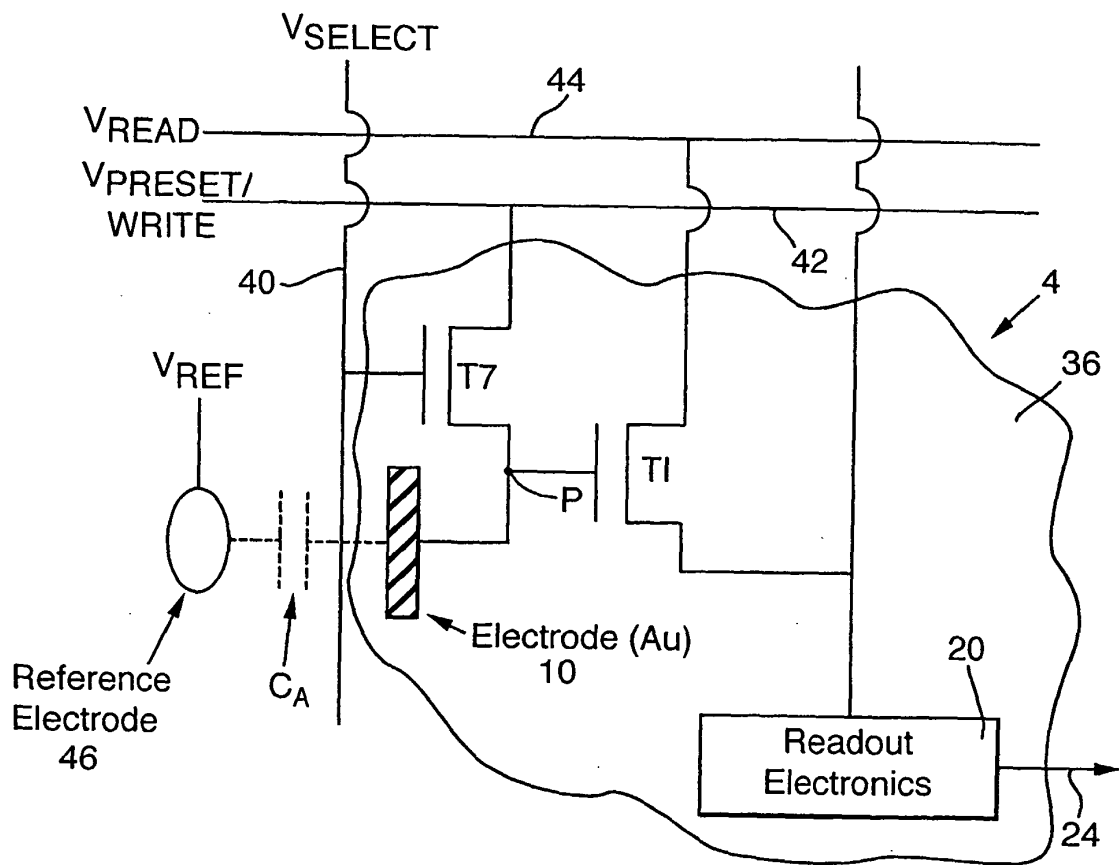 VSELECT
44
VREAD
VPRESET/
WRITE
40
42
4
36
T7
VREF
T1
P
Electrode (Au)
10
CA
Reference
Electrode
46
20
Readout
Electronics
24